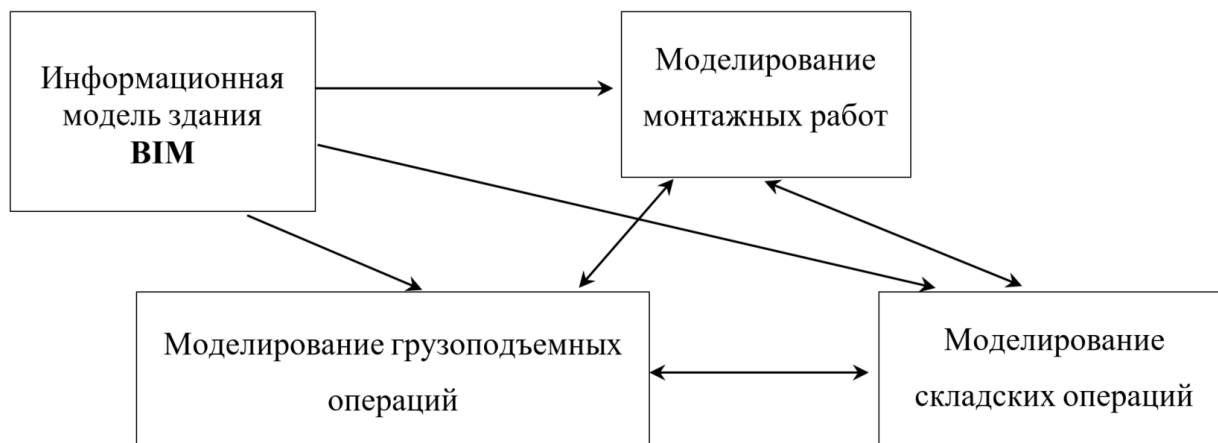 Информационная
модель здания
BIM
Моделирование
монтажных работ
Моделирование грузоподъемных
операций
Моделирование
складских операций